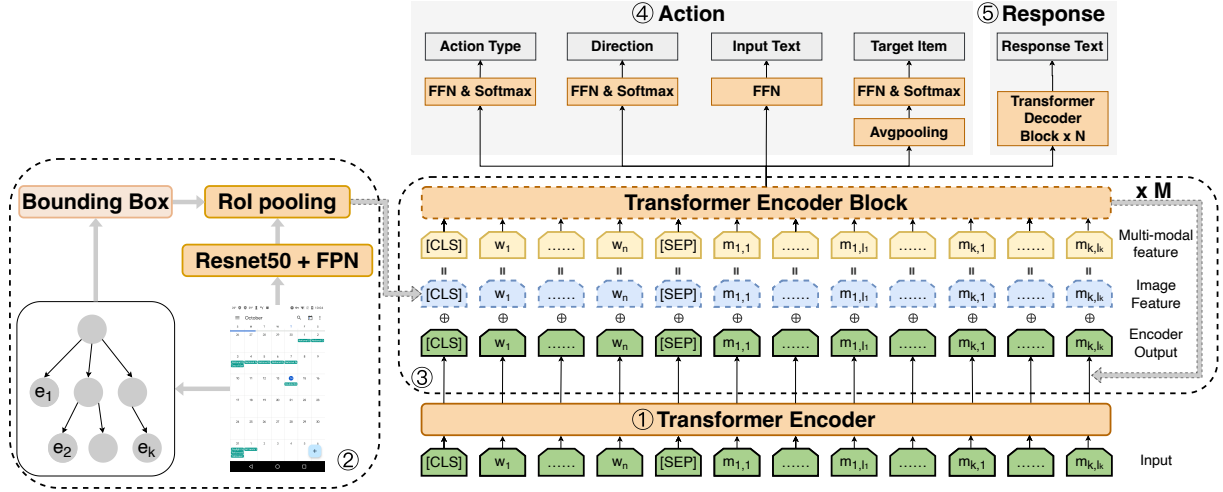 ④ Action
⑤ Response
Action Type
Direction
Input Text
Target Item
Response Text
FFN & Softmax
FFN & Softmax
FFN
FFN & Softmax
Avgpooling
Transformer
Decoder
Block x N
Bounding Box
RoI pooling
Resnet50 + FPN
October
e1
e2
ek
②
x M
Transformer Encoder Block
[CLS] w1 ...... wn [SEP] m1,1 ...... m1,l1 ...... mk,1 ...... mk,lk
Multi-modal
feature
= = = = = = = = = = = =
[CLS] w1 ...... wn [SEP] m1,1 ...... m1,l1 ...... mk,1 ...... mk,lk
Image
Feature
⊕ ⊕ ⊕ ⊕ ⊕ ⊕ ⊕ ⊕ ⊕ ⊕ ⊕ ⊕
[CLS] w1 ...... wn [SEP] m1,1 ...... m1,l1 ...... mk,1 ...... mk,lk
Encoder
Output
③
① Transformer Encoder
[CLS] w1 ...... wn [SEP] m1,1 ...... m1,l1 ...... mk,1 ...... mk,lk
Input